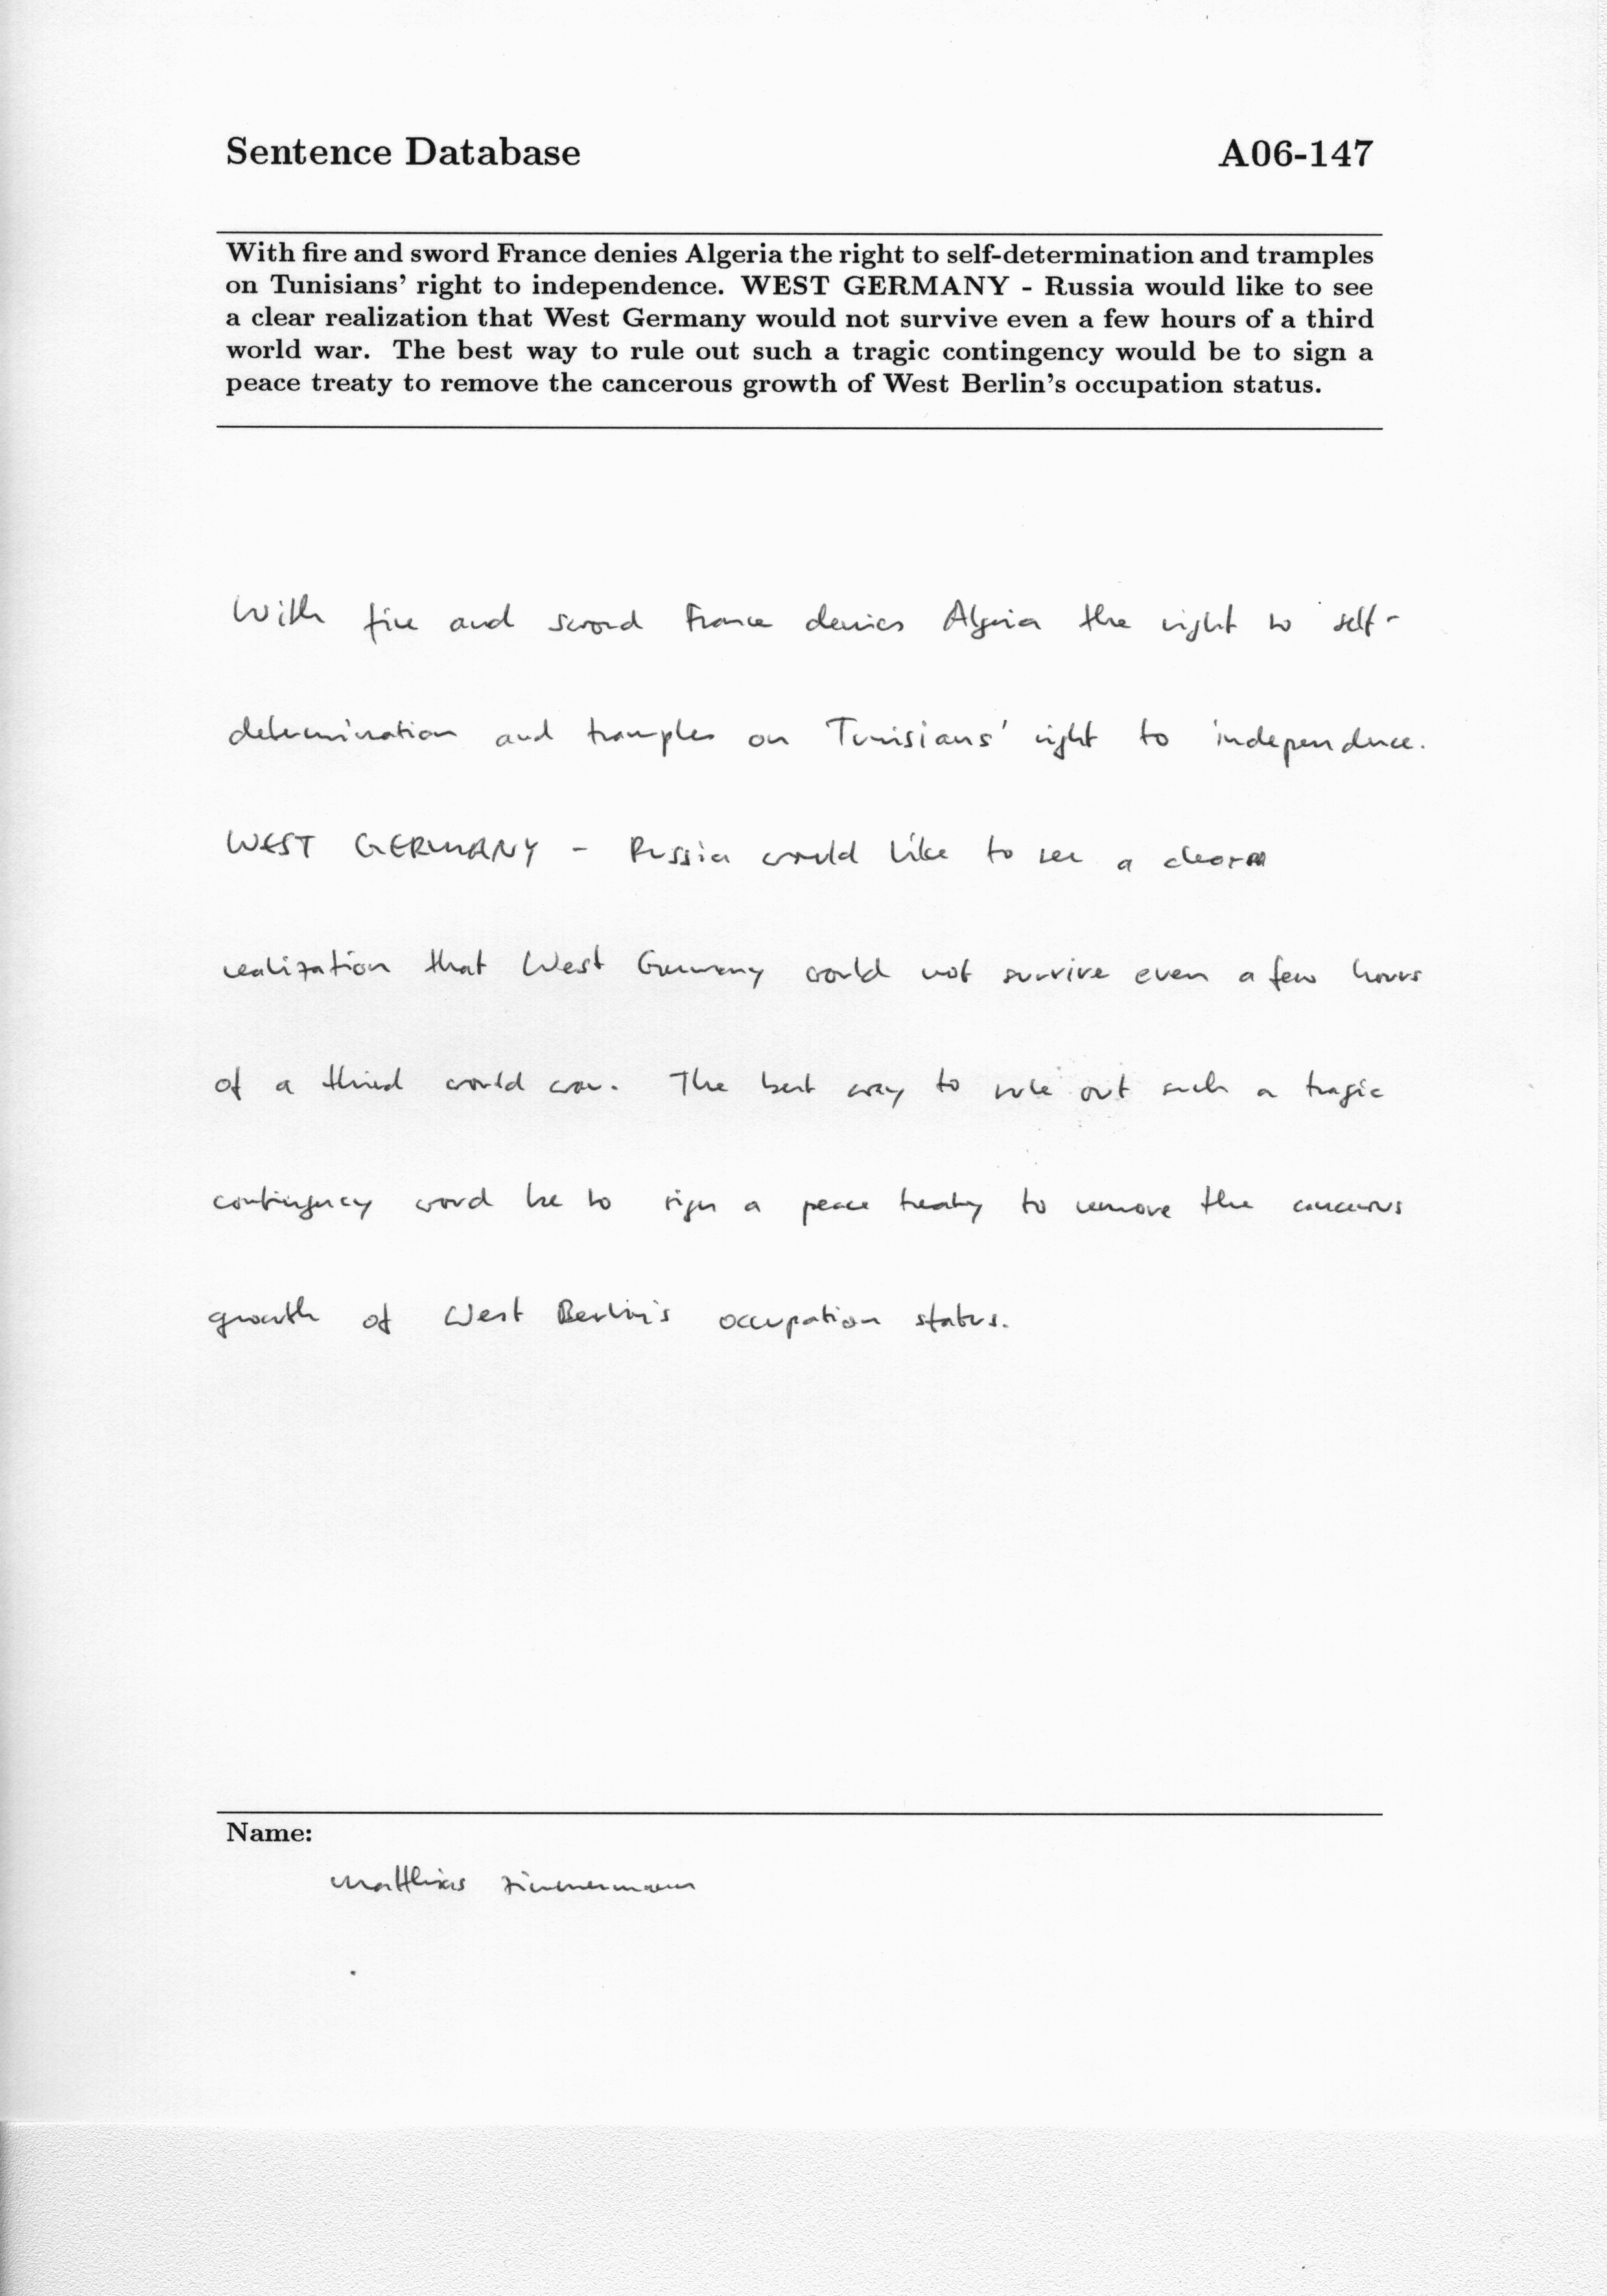 Sentence Database A06-147
With fire and sword France denies Algeria the right to self-determination and tramples
on Tunisians' right to independence. WEST GERMANY - Russia would like to see
a clear realization that West Germany would not survive even a few hours of a third
world war. The best way to rule out such a tragic contingency would be to sign a
peace treaty to remove the cancerous growth of West Berlin's occupation status.
With fire and sword France denies Algeria the right to self-
determination and tramples on Tunisians' right to independence.
WEST GERMANY - Russia would like to see a clear
realization that West Germany would not survive even a few hours
of a third world war. The best way to rule out such a tragic
contingency would be to sign a peace treaty to remove the cancerous
growth of West Berlin's occupation status.
Name:
Matthias Zimmermann